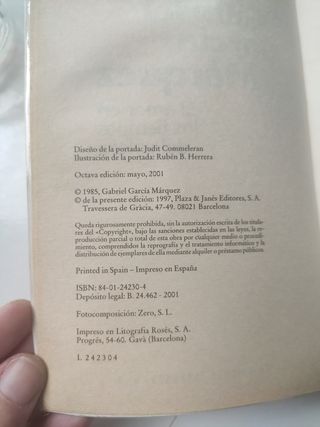 Diseño de la portada: Judit Commeleran
Ilustración de la portada: Rubén B. Herrera
Octava edición: mayo, 2001
© 1985, Gabriel García Márquez
© de la presente edición: 1997, Plaza & Janés Editores, S. A.
Travessera de Gràcia, 47-49. 08021 Barcelona
Queda rigurosamente prohibida, sin la autorización escrita de los titula-
res del «Copyright», bajo las sanciones establecidas en las leyes, la re-
producción parcial o total de esta obra por cualquier medio o procedi-
miento, comprendidos la reprografía y el tratamiento informático y la
distribución de ejemplares de ella mediante alquiler o préstamo públicos.
Printed in Spain – Impreso en España
ISBN: 84-01-24230-4
Depósito legal: B. 24.462 - 2001
Fotocomposición: Zero, S. L.
Impreso en Litografía Rosés, S. A.
Progrés, 54-60. Gavà (Barcelona)
L 242304